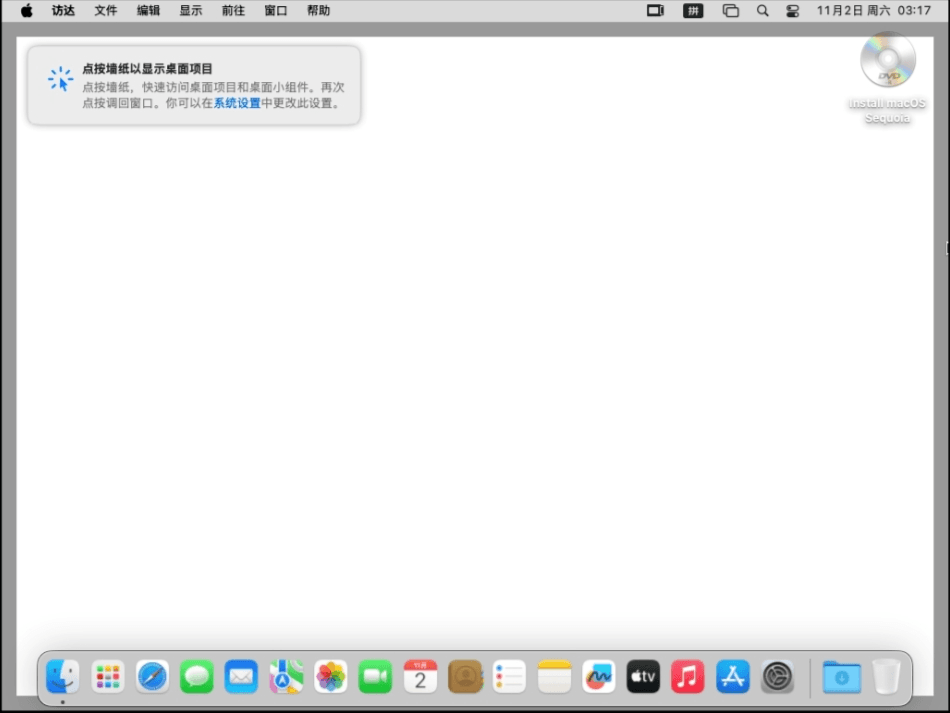 访达 文件 编辑 显示 前往 窗口 帮助 拼 11月2日 周六 03:17
点按墙纸以显示桌面项目
点按墙纸，快速访问桌面项目和桌面小组件。再次
点按调回窗口。你可以在系统设置中更改此设置。
DVD
Install macOS
Sequoia
11月
2
tv